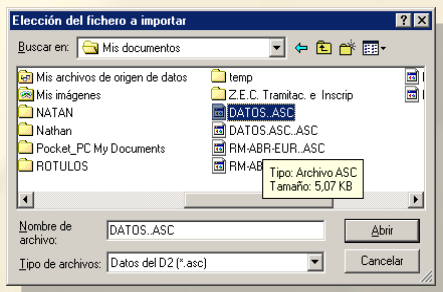 Elección del fichero a importar
Buscar en: Mis documentos
Mis archivos de origen de datos
Mis imágenes
NATAN
Nathan
Pocket_PC My Documents
ROTULOS
temp
Z.E.C. Tramitac. e Inscrip
DATOS..ASC
DATOS.ASC..ASC
RM-ABR-EUR..ASC
RM-AB
Tipo: Archivo ASC
Tamaño: 5,07 KB
Nombre de archivo: DATOS..ASC
Abrir
Tipo de archivos: Datos del D2 (*.asc)
Cancelar